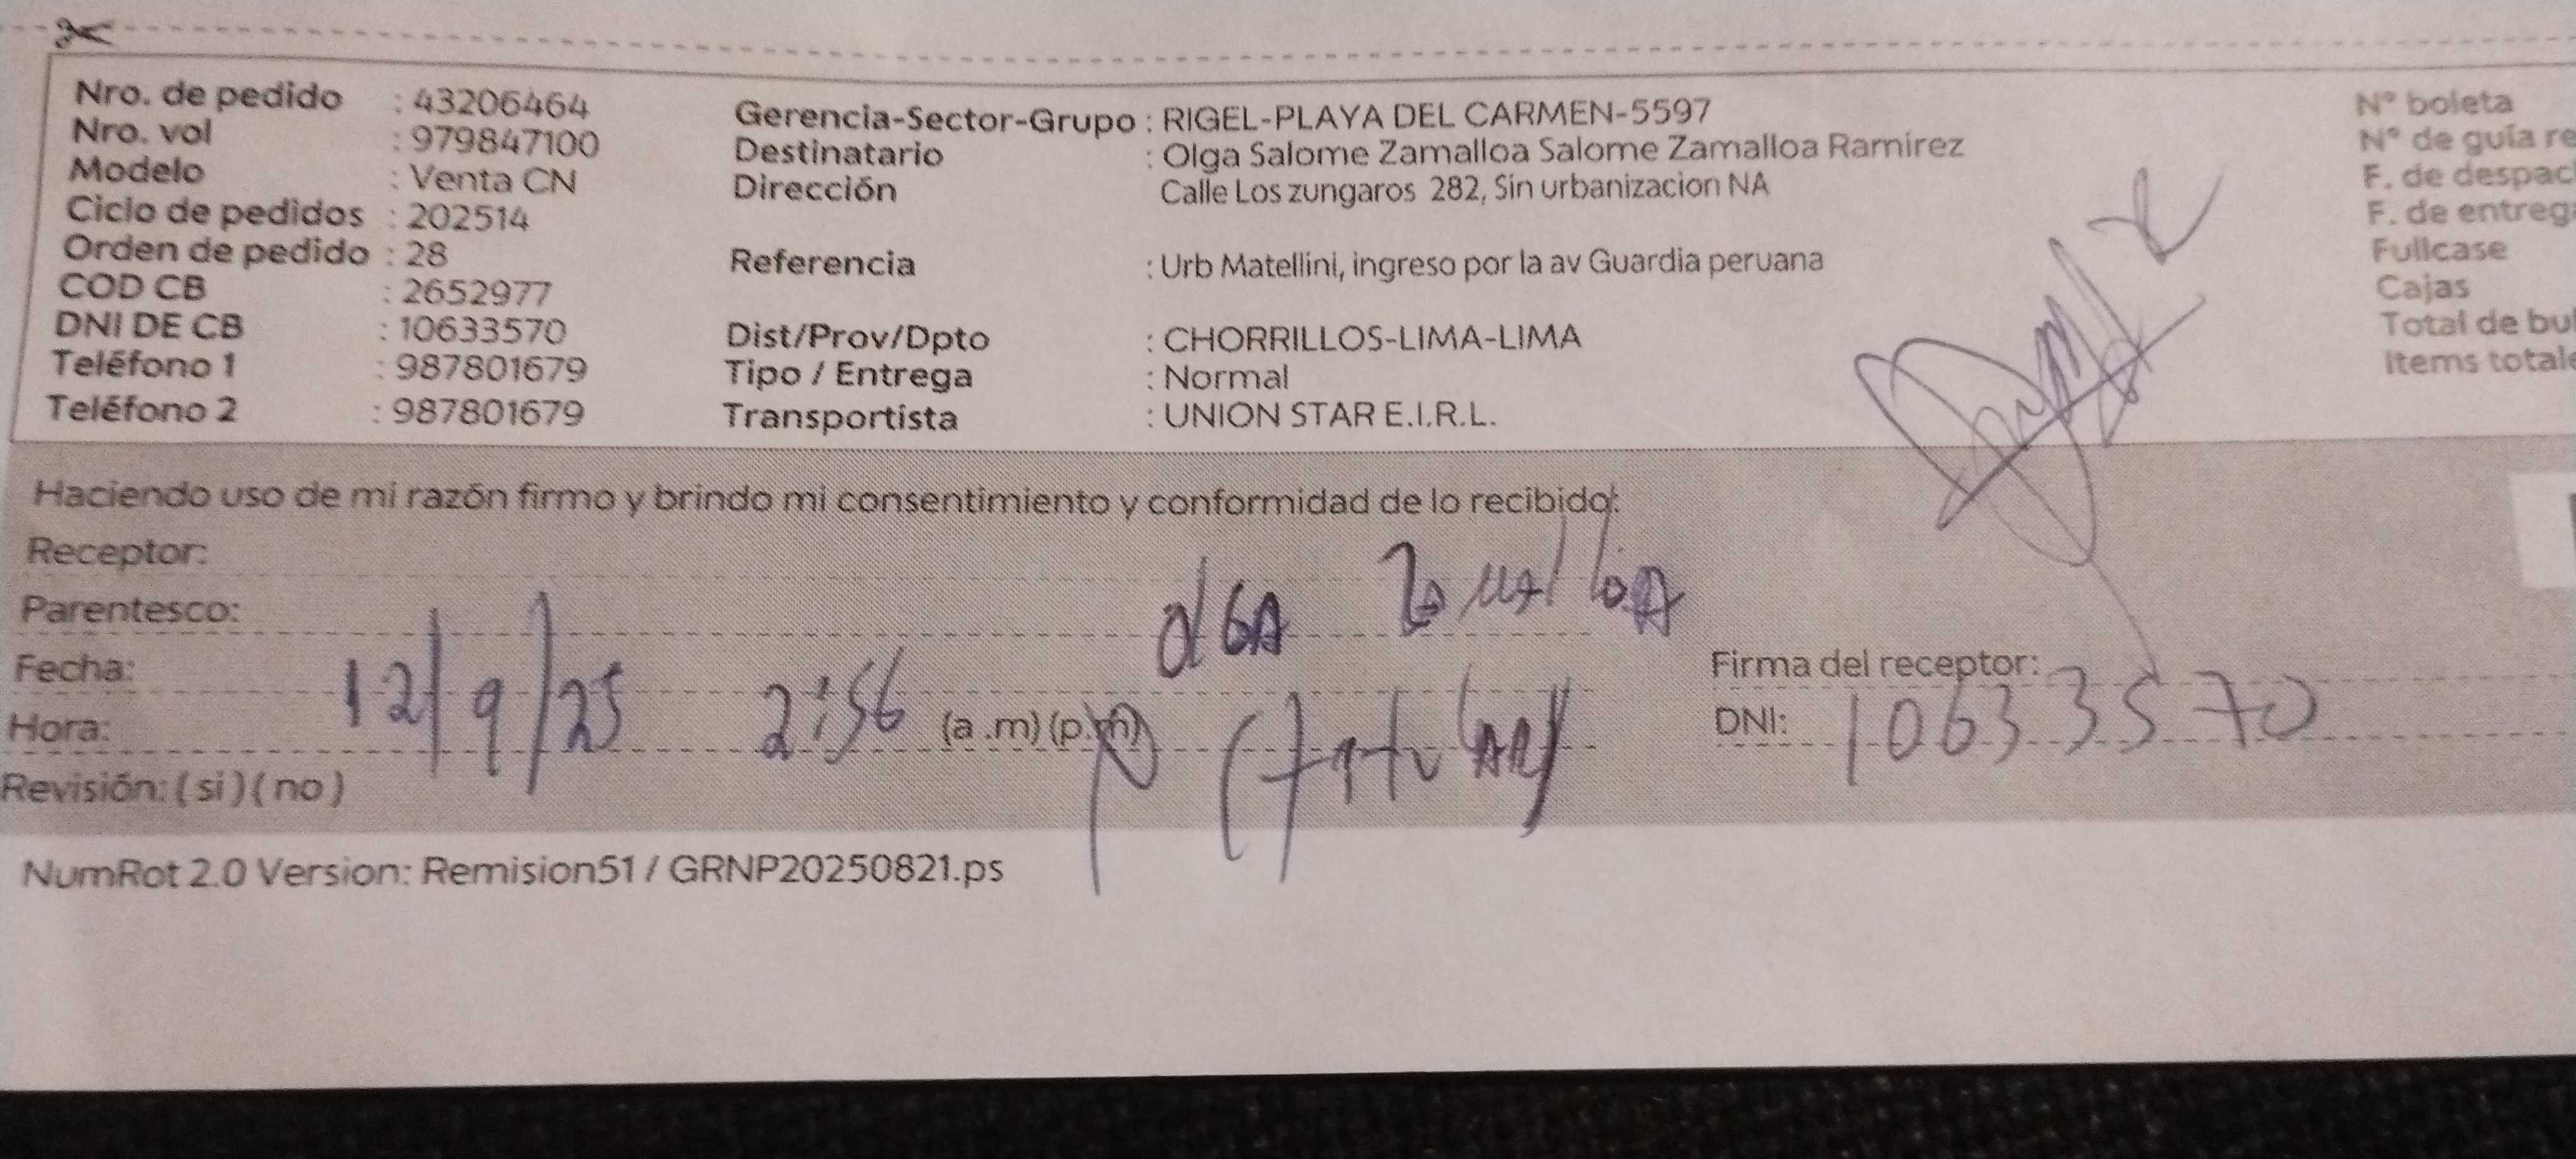 Nro. de pedido : 43206464
Nro. vol : 979847100
Modelo : Venta CN
Ciclo de pedidos : 202514
Orden de pedido : 28
COD CB : 2652977
DNI DE CB : 10633570
Teléfono 1 : 987801679
Teléfono 2 : 987801679
Gerencia-Sector-Grupo : RIGEL-PLAYA DEL CARMEN-5597
Destinatario : Olga Salome Zamalloa Salome Zamalloa Ramirez
Dirección Calle Los zungaros 282, Sin urbanizacion NA
Referencia : Urb Matellini, ingreso por la av Guardia peruana
Dist/Prov/Dpto : CHORRILLOS-LIMA-LIMA
Tipo / Entrega : Normal
Transportista : UNION STAR E.I.R.L.
N° boleta
N° de guía re
F. de despac
F. de entrega
Fullcase
Cajas
Total de bul
Items totale
Haciendo uso de mi razón firmo y brindo mi consentimiento y conformidad de lo recibido:
Receptor:
Parentesco:
Fecha: 12/9/25
Hora: 2:56 (a .m) (p.m)
Revisión: ( si ) ( no )
Firma del receptor:
DNI: 10633570
NumRot 2.0 Version: Remision51 / GRNP20250821.ps